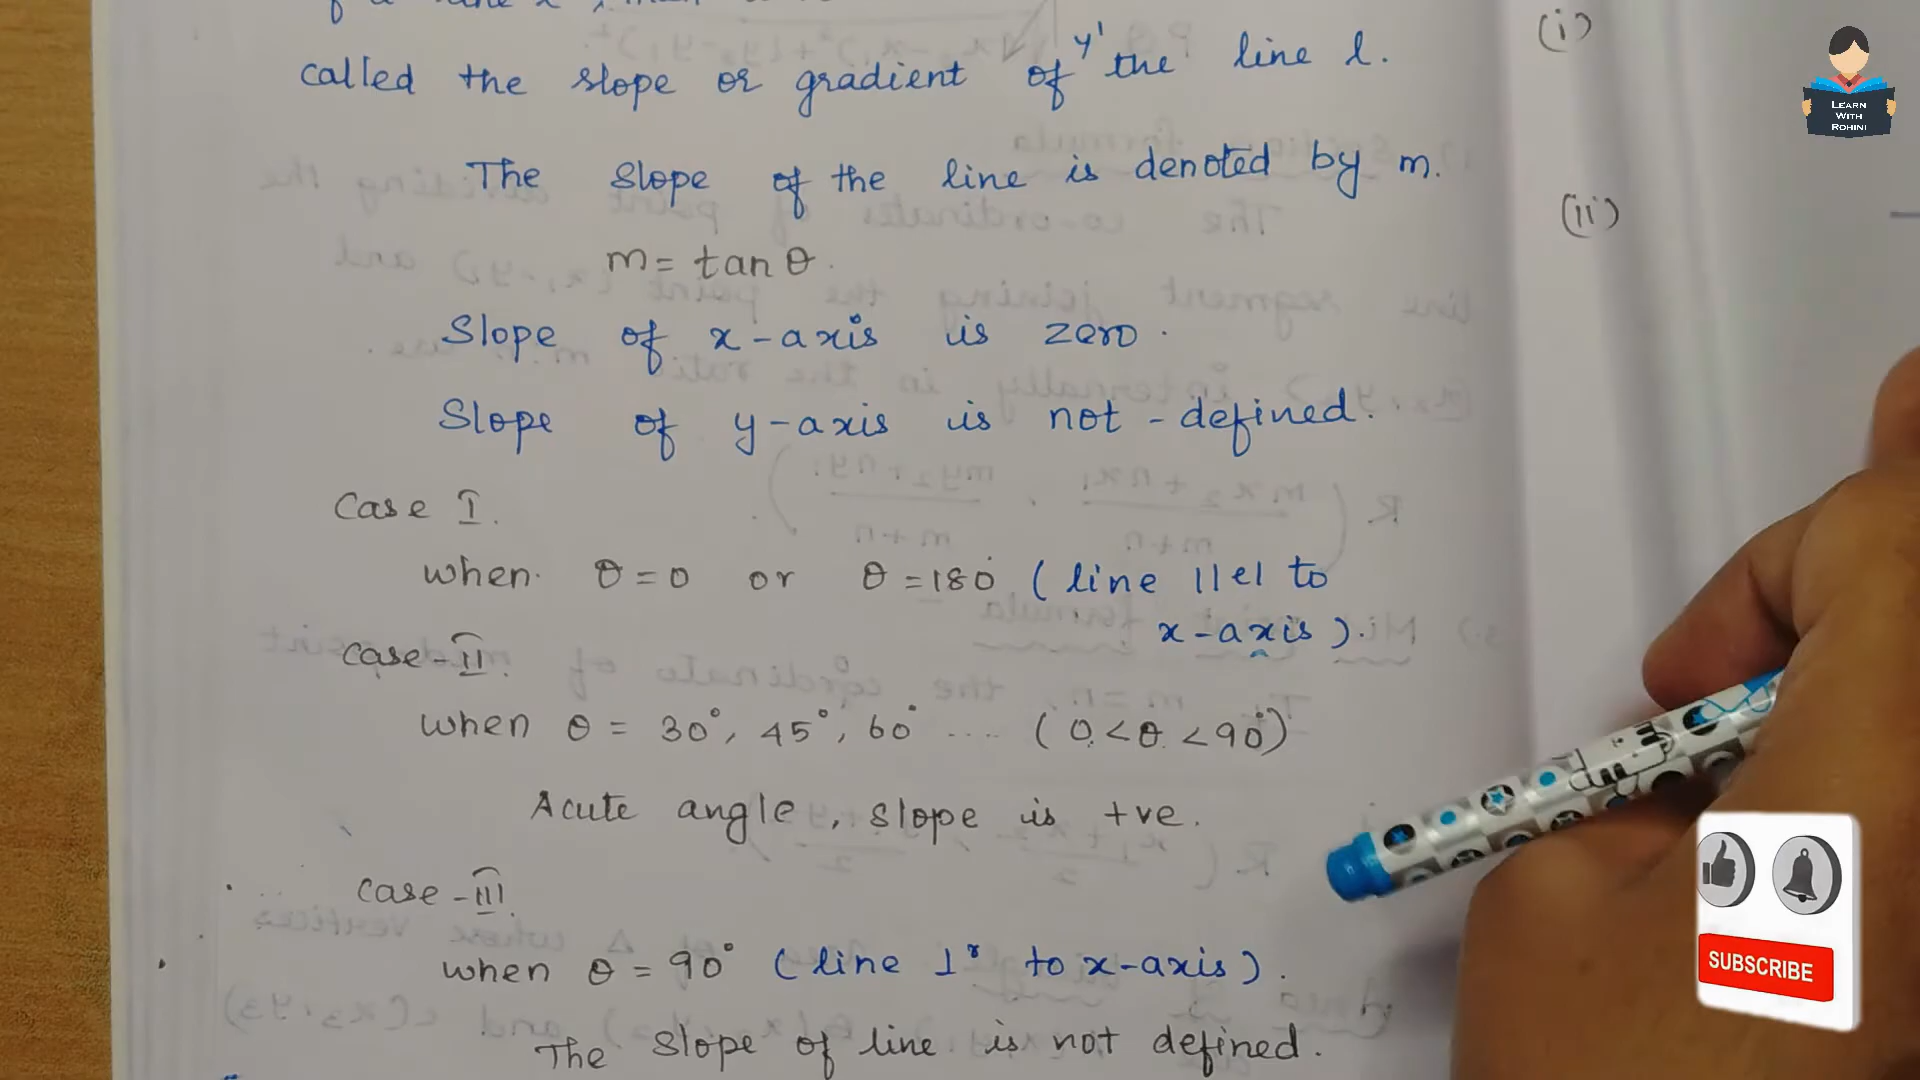 called the slope or gradient of the line l.
y'
The slope of the line is denoted by m.
m = tan θ.
Slope of x-axis is zero.
Slope of y-axis is not-defined.
Case I.
when θ = 0 or θ = 180° (line ||el to
x-axis).
case-II.
when θ = 30°, 45°, 60° .... (0 < θ < 90°)
Acute angle, slope is +ve.
case-III.
when θ = 90° (line ⊥r to x-axis).
The slope of line is not defined.
(i)
(ii)
LEARN
WITH
ROHINI
SUBSCRIBE